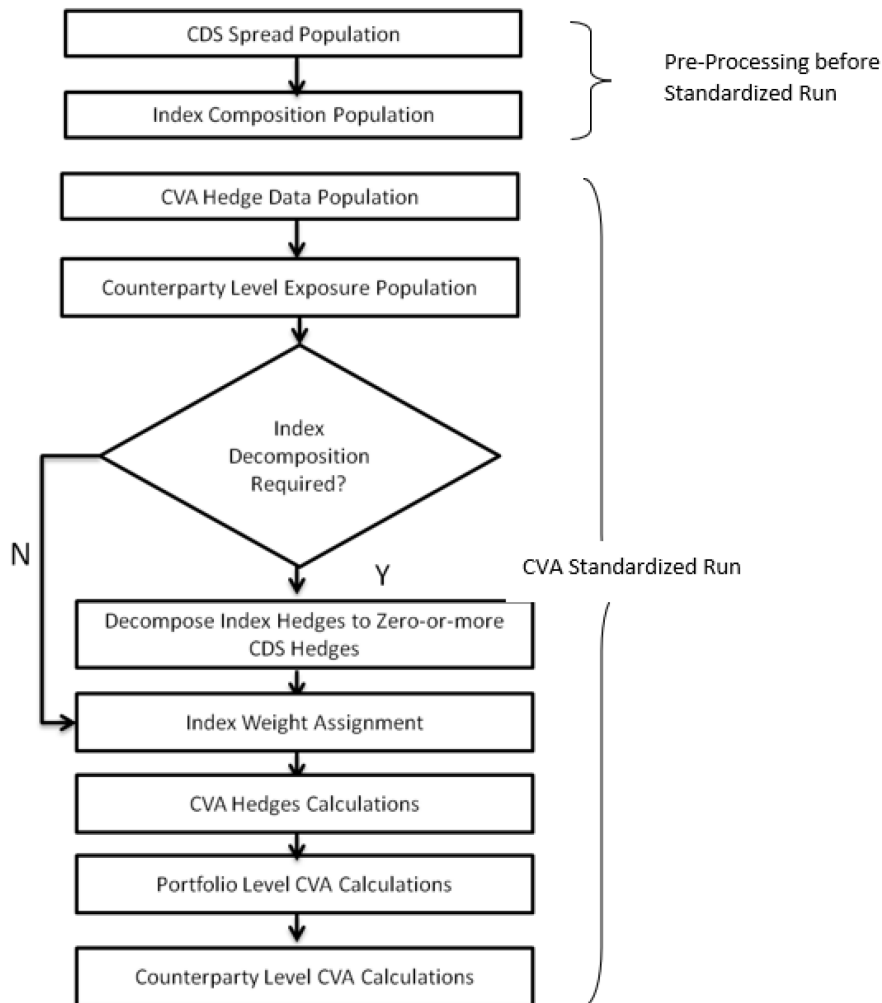 CDS Spread Population
Pre-Processing before
Standardized Run
Index Composition Population
CVA Hedge Data Population
Counterparty Level Exposure Population
Index
Decomposition
Required?
N
Y
CVA Standardized Run
Decompose Index Hedges to Zero-or-more
CDS Hedges
Index Weight Assignment
CVA Hedges Calculations
Portfolio Level CVA Calculations
Counterparty Level CVA Calculations